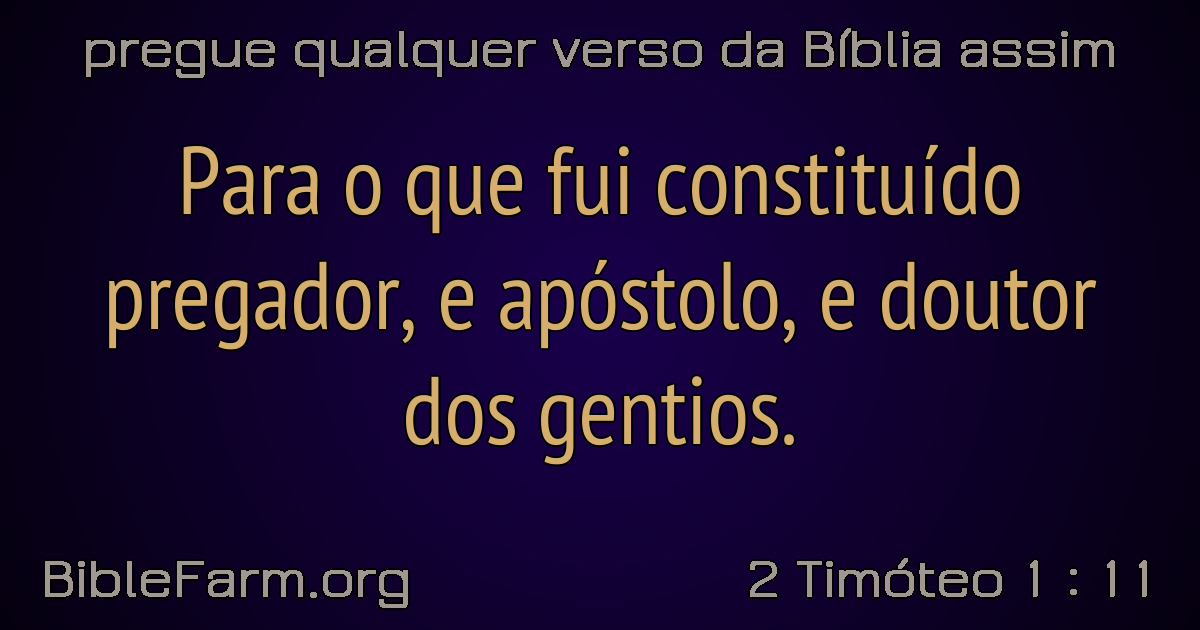 pregue qualquer verso da Bíblia assim
Para o que fui constituído
pregador, e apóstolo, e doutor
dos gentios.
BibleFarm.org
2 Timóteo 1 : 11